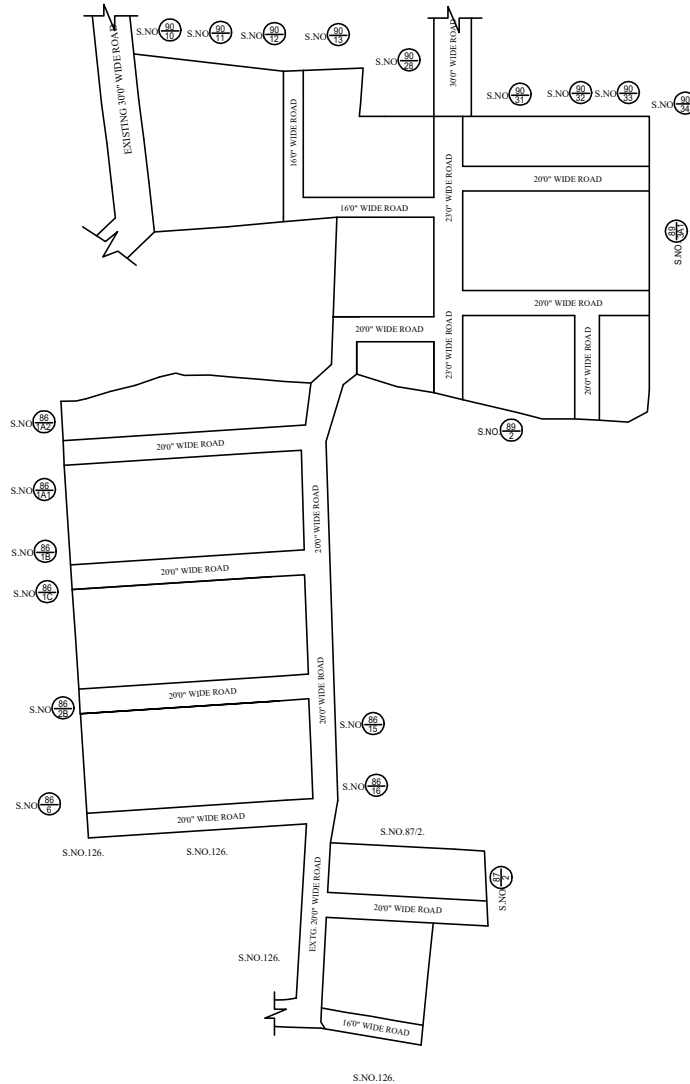 S.NO. 90/10
S.NO. 90/11
S.NO. 90/12
S.NO. 90/13
S.NO. 90/28
30'0" WIDE ROAD
EXISTING 30'0" WIDE ROAD
S.NO. 90/31
S.NO. 90/32
S.NO. 90/33
S.NO. 90/34
16'0" WIDE ROAD
20'0" WIDE ROAD
23'0" WIDE ROAD
16'0" WIDE ROAD
S.NO. 89/3A1
20'0" WIDE ROAD
20'0" WIDE ROAD
23'0" WIDE ROAD
20'0" WIDE ROAD
S.NO. 86/1A2
S.NO. 89/2
20'0" WIDE ROAD
S.NO 86/1A1
20'0" WIDE ROAD
S.NO 86/1B
20'0" WIDE ROAD
S.NO 86/1C
20'0" WIDE ROAD
20'0" WIDE ROAD
S.NO 86/2B
S.NO 86/15
S.NO 86/16
S.NO 86/6
20'0" WIDE ROAD
S.NO.87/2.
S.NO.126.
S.NO.126.
S.NO 87/2
EXTG. 20'0" WIDE ROAD
20'0" WIDE ROAD
S.NO.126.
16'0" WIDE ROAD
S.NO.126.